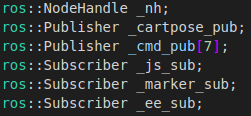 ros::NodeHandle _nh;
ros::Publisher _cartpose_pub;
ros::Publisher _cmd_pub[7];
ros::Subscriber _js_sub;
ros::Subscriber _marker_sub;
ros::Subscriber _ee_sub;